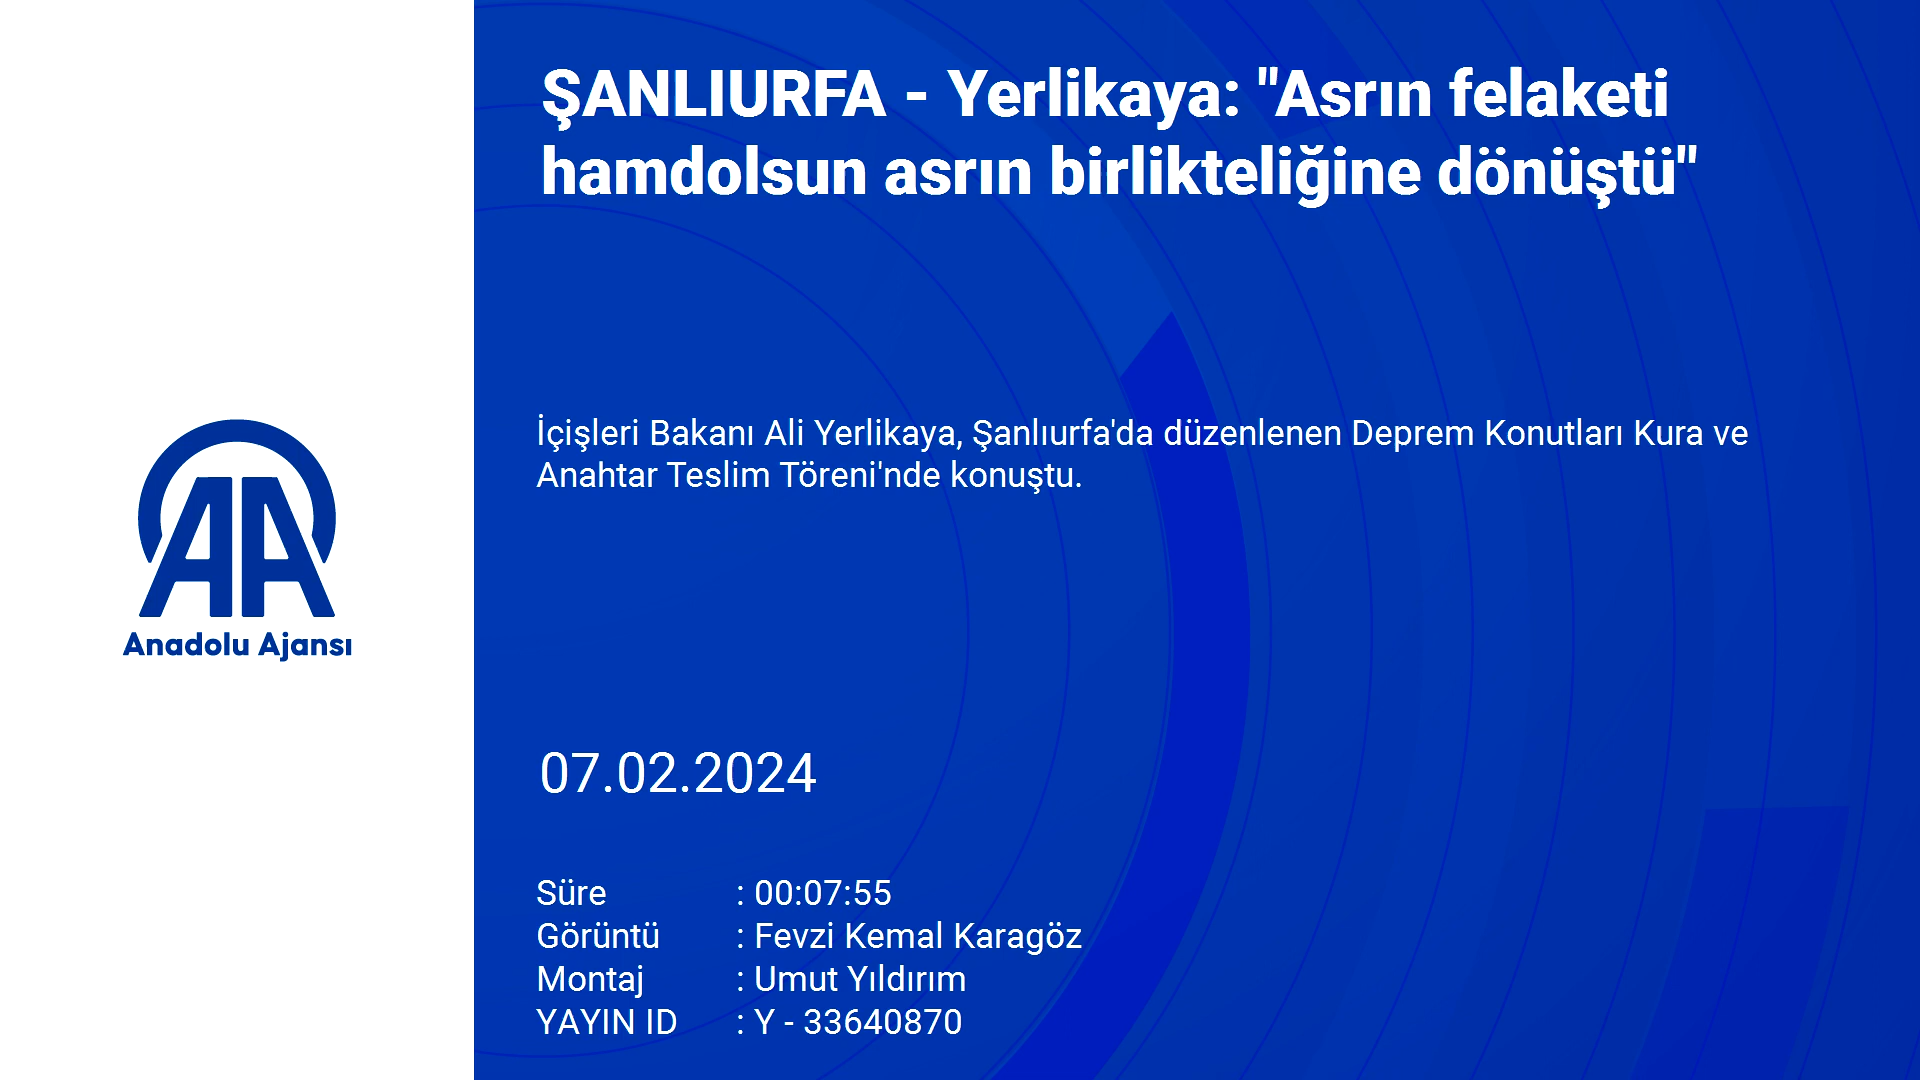 ŞANLIURFA - Yerlikaya: "Asrın felaketi
hamdolsun asrın birlikteliğine dönüştü"
İçişleri Bakanı Ali Yerlikaya, Şanlıurfa'da düzenlenen Deprem Konutları Kura ve
Anahtar Teslim Töreni'nde konuştu.
AA
Anadolu Ajansı
07.02.2024
Süre : 00:07:55
Görüntü : Fevzi Kemal Karagöz
Montaj : Umut Yıldırım
YAYIN ID : Y - 33640870